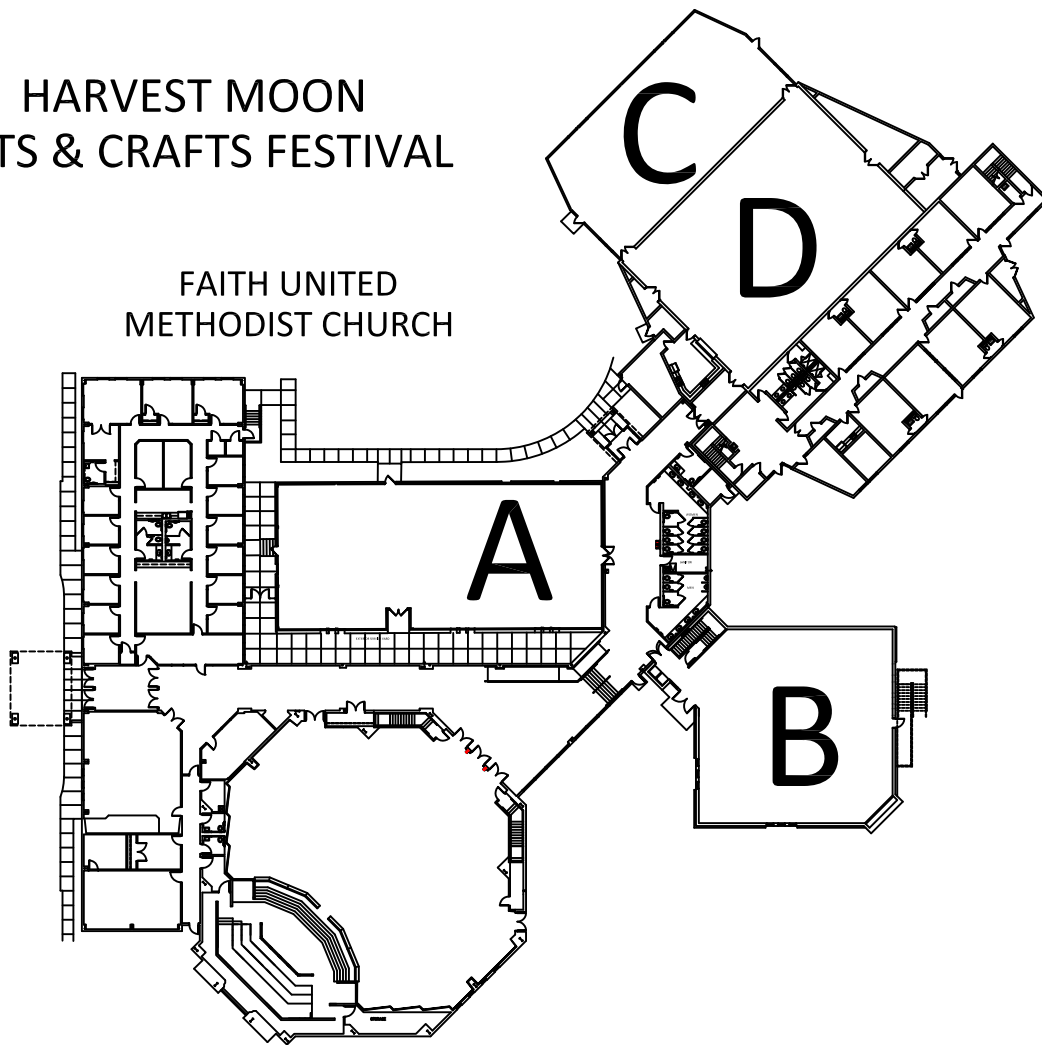 HARVEST MOON
TS & CRAFTS FESTIVAL
FAITH UNITED
METHODIST CHURCH
C
D
A
B